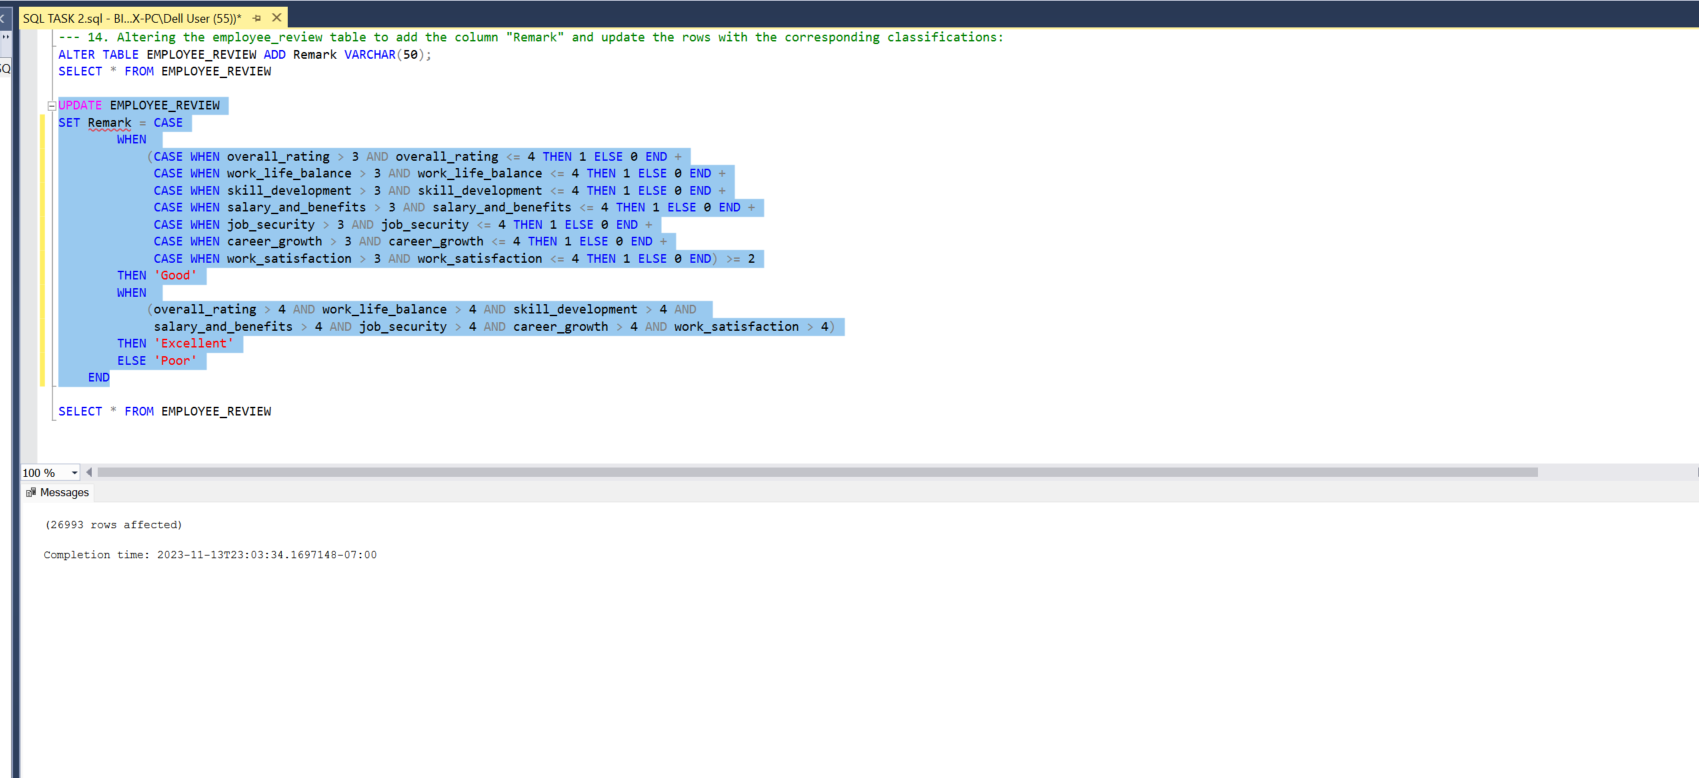 SQL TASK 2.sql - BI...X-PC\Dell User (55))*
--- 14. Altering the employee_review table to add the column "Remark" and update the rows with the corresponding classifications:
ALTER TABLE EMPLOYEE_REVIEW ADD Remark VARCHAR(50);
SELECT * FROM EMPLOYEE_REVIEW
UPDATE EMPLOYEE_REVIEW
SET Remark = CASE
WHEN
(CASE WHEN overall_rating > 3 AND overall_rating <= 4 THEN 1 ELSE 0 END +
CASE WHEN work_life_balance > 3 AND work_life_balance <= 4 THEN 1 ELSE 0 END +
CASE WHEN skill_development > 3 AND skill_development <= 4 THEN 1 ELSE 0 END +
CASE WHEN salary_and_benefits > 3 AND salary_and_benefits <= 4 THEN 1 ELSE 0 END +
CASE WHEN job_security > 3 AND job_security <= 4 THEN 1 ELSE 0 END +
CASE WHEN career_growth > 3 AND career_growth <= 4 THEN 1 ELSE 0 END +
CASE WHEN work_satisfaction > 3 AND work_satisfaction <= 4 THEN 1 ELSE 0 END) >= 2
THEN 'Good'
WHEN
(overall_rating > 4 AND work_life_balance > 4 AND skill_development > 4 AND
salary_and_benefits > 4 AND job_security > 4 AND career_growth > 4 AND work_satisfaction > 4)
THEN 'Excellent'
ELSE 'Poor'
END
SELECT * FROM EMPLOYEE_REVIEW
100 %
Messages
(26993 rows affected)
Completion time: 2023-11-13T23:03:34.1697148-07:00